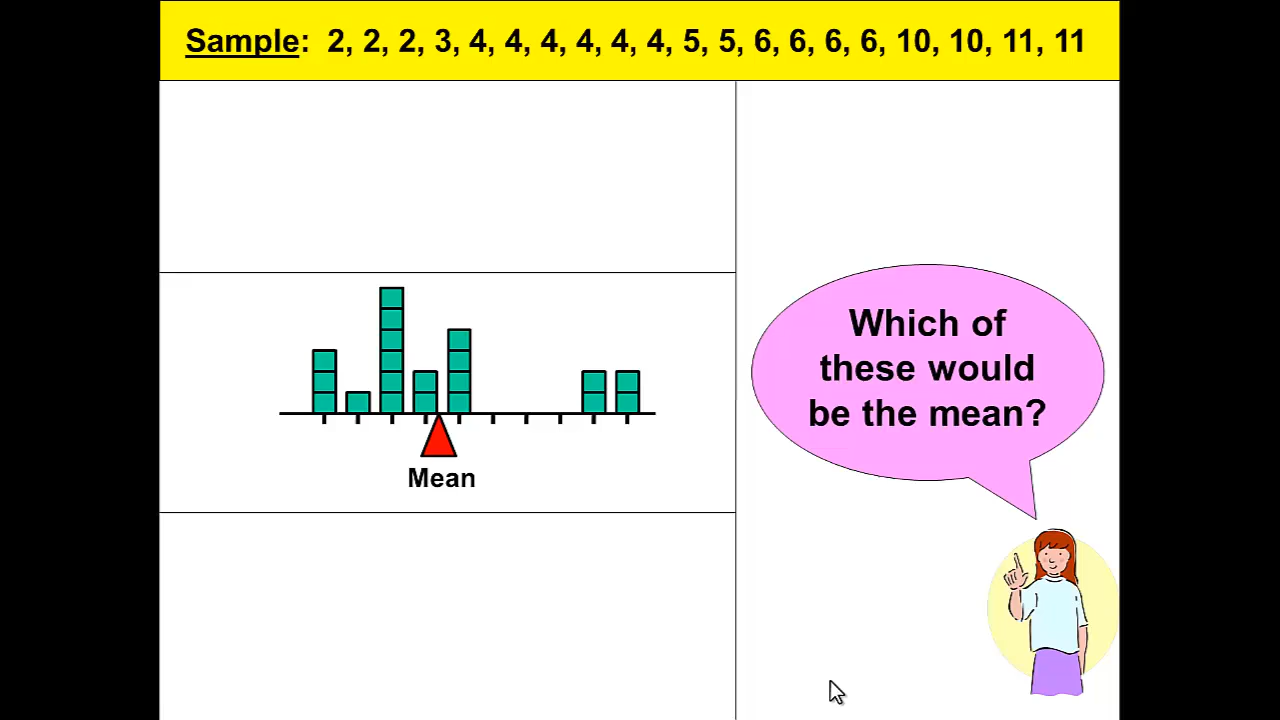 Sample: 2, 2, 2, 3, 4, 4, 4, 4, 4, 4, 5, 5, 6, 6, 6, 6, 10, 10, 11, 11
Mean
Which of
these would
be the mean?